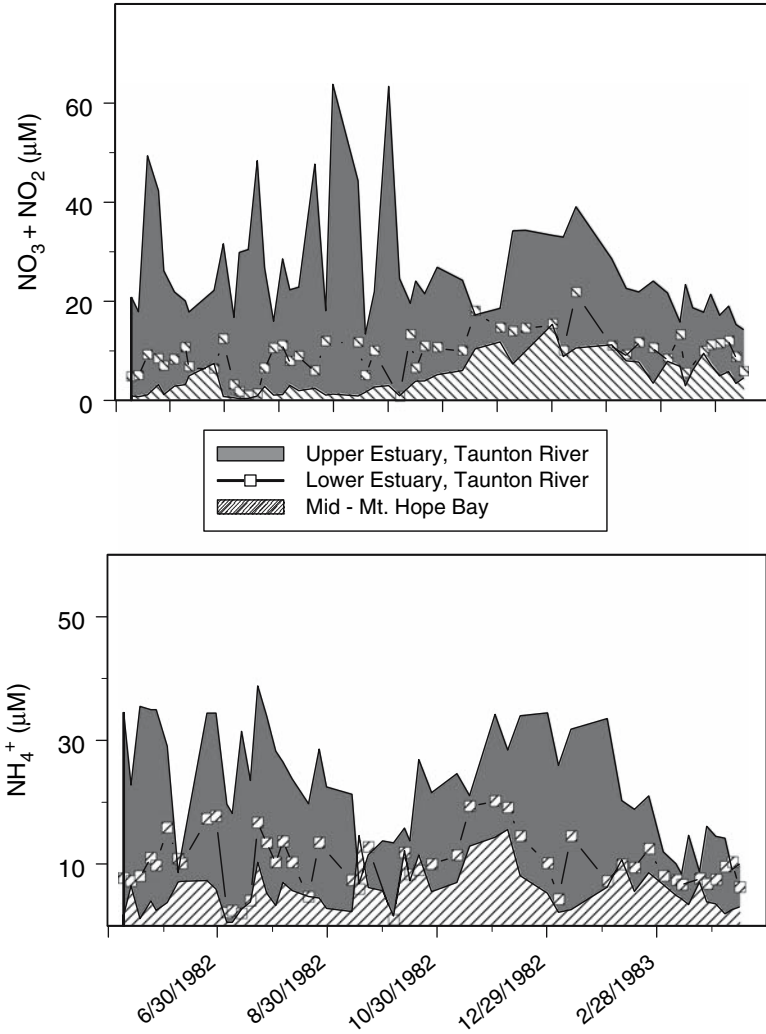 60
40
20
0
NO3 + NO2 (µM)
Upper Estuary, Taunton River
Lower Estuary, Taunton River
Mid - Mt. Hope Bay
50
30
10
NH4+ (µM)
6/30/1982
8/30/1982
10/30/1982
12/29/1982
2/28/1983